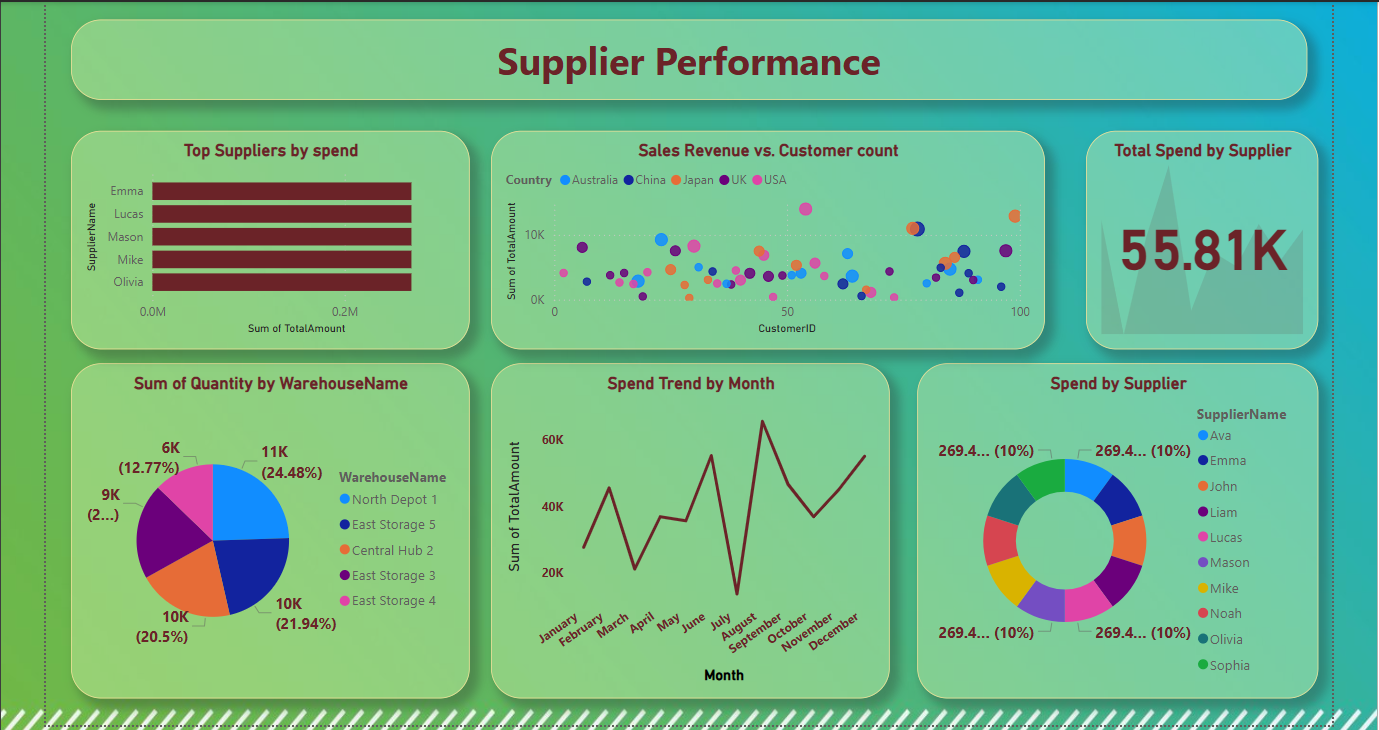 Supplier Performance
Top Suppliers by spend
SupplierName
Emma
Lucas
Mason
Mike
Olivia
0.0M 0.2M
Sum of TotalAmount
Sales Revenue vs. Customer count
Country Australia China Japan UK USA
Sum of TotalAmount
10K
0K
0 50 100
CustomerID
Total Spend by Supplier
55.81K
Sum of Quantity by WarehouseName
11K
(24.48%)
10K
(21.94%)
10K
(20.5%)
9K
(2...)
6K
(12.77%)
WarehouseName
North Depot 1
East Storage 5
Central Hub 2
East Storage 3
East Storage 4
Spend Trend by Month
Sum of TotalAmount
60K
40K
20K
January
February
March
April
May
June
July
August
September
October
November
December
Month
Spend by Supplier
269.4... (10%) 269.4... (10%)
269.4... (10%) 269.4... (10%)
SupplierName
Ava
Emma
John
Liam
Lucas
Mason
Mike
Noah
Olivia
Sophia